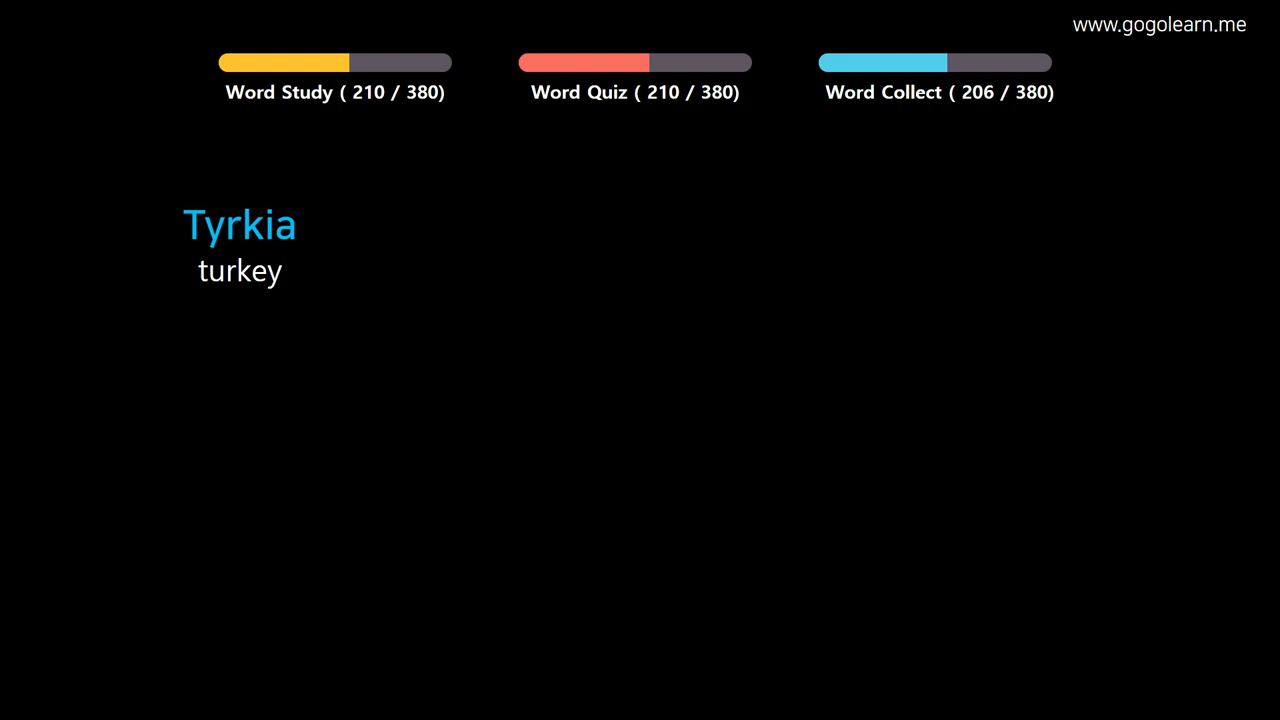 www.gogolearn.me
Word Study ( 210 / 380)
Word Quiz ( 210 / 380)
Word Collect ( 206 / 380)
Tyrkia
turkey